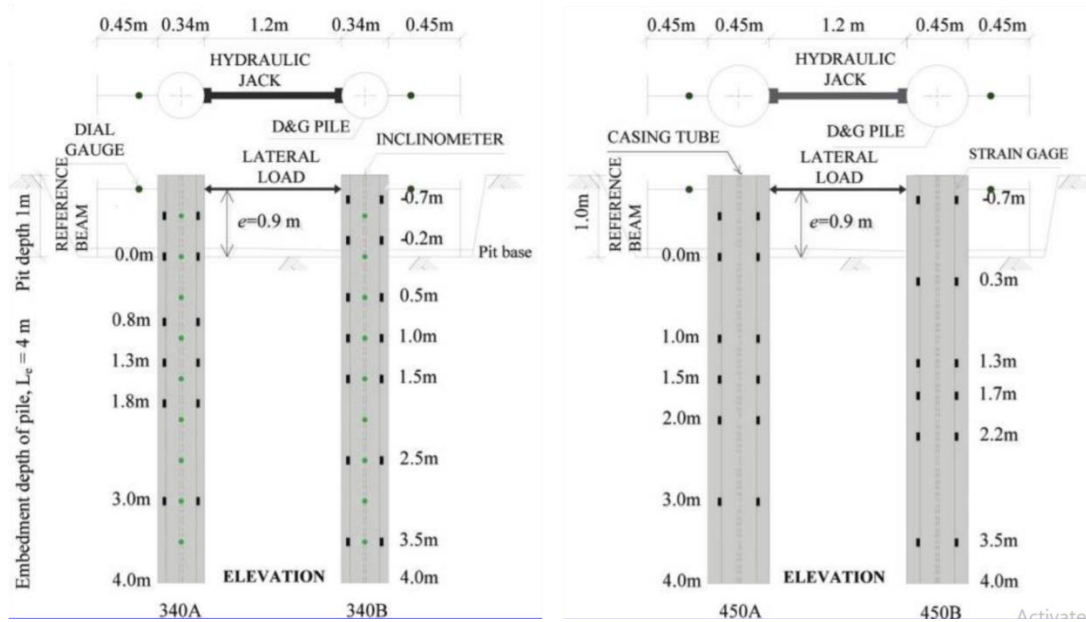 0.45m 0.34m 1.2m 0.34m 0.45m
HYDRAULIC
JACK
D&G PILE
DIAL
GAUGE
INCLINOMETER
LATERAL
LOAD
REFERENCE
BEAM
Pit depth 1m
Embedment depth of pile, Le = 4 m
e=0.9 m
-0.7m
-0.2m
Pit base
0.0m
0.5m
0.8m
1.0m
1.3m
1.5m
1.8m
2.5m
3.0m
3.5m
4.0m
ELEVATION
4.0m
340A
340B
0.45m 0.45m 1.2 m 0.45m 0.45m
HYDRAULIC
JACK
D&G PILE
CASING TUBE
LATERAL
LOAD
STRAIN GAGE
1.0m
REFERENCE
BEAM
e=0.9 m
-0.7m
0.0m
0.3m
1.0m
1.3m
1.5m
1.7m
2.0m
2.2m
3.0m
3.5m
4.0m
ELEVATION
4.0m
450A
450B
Activate